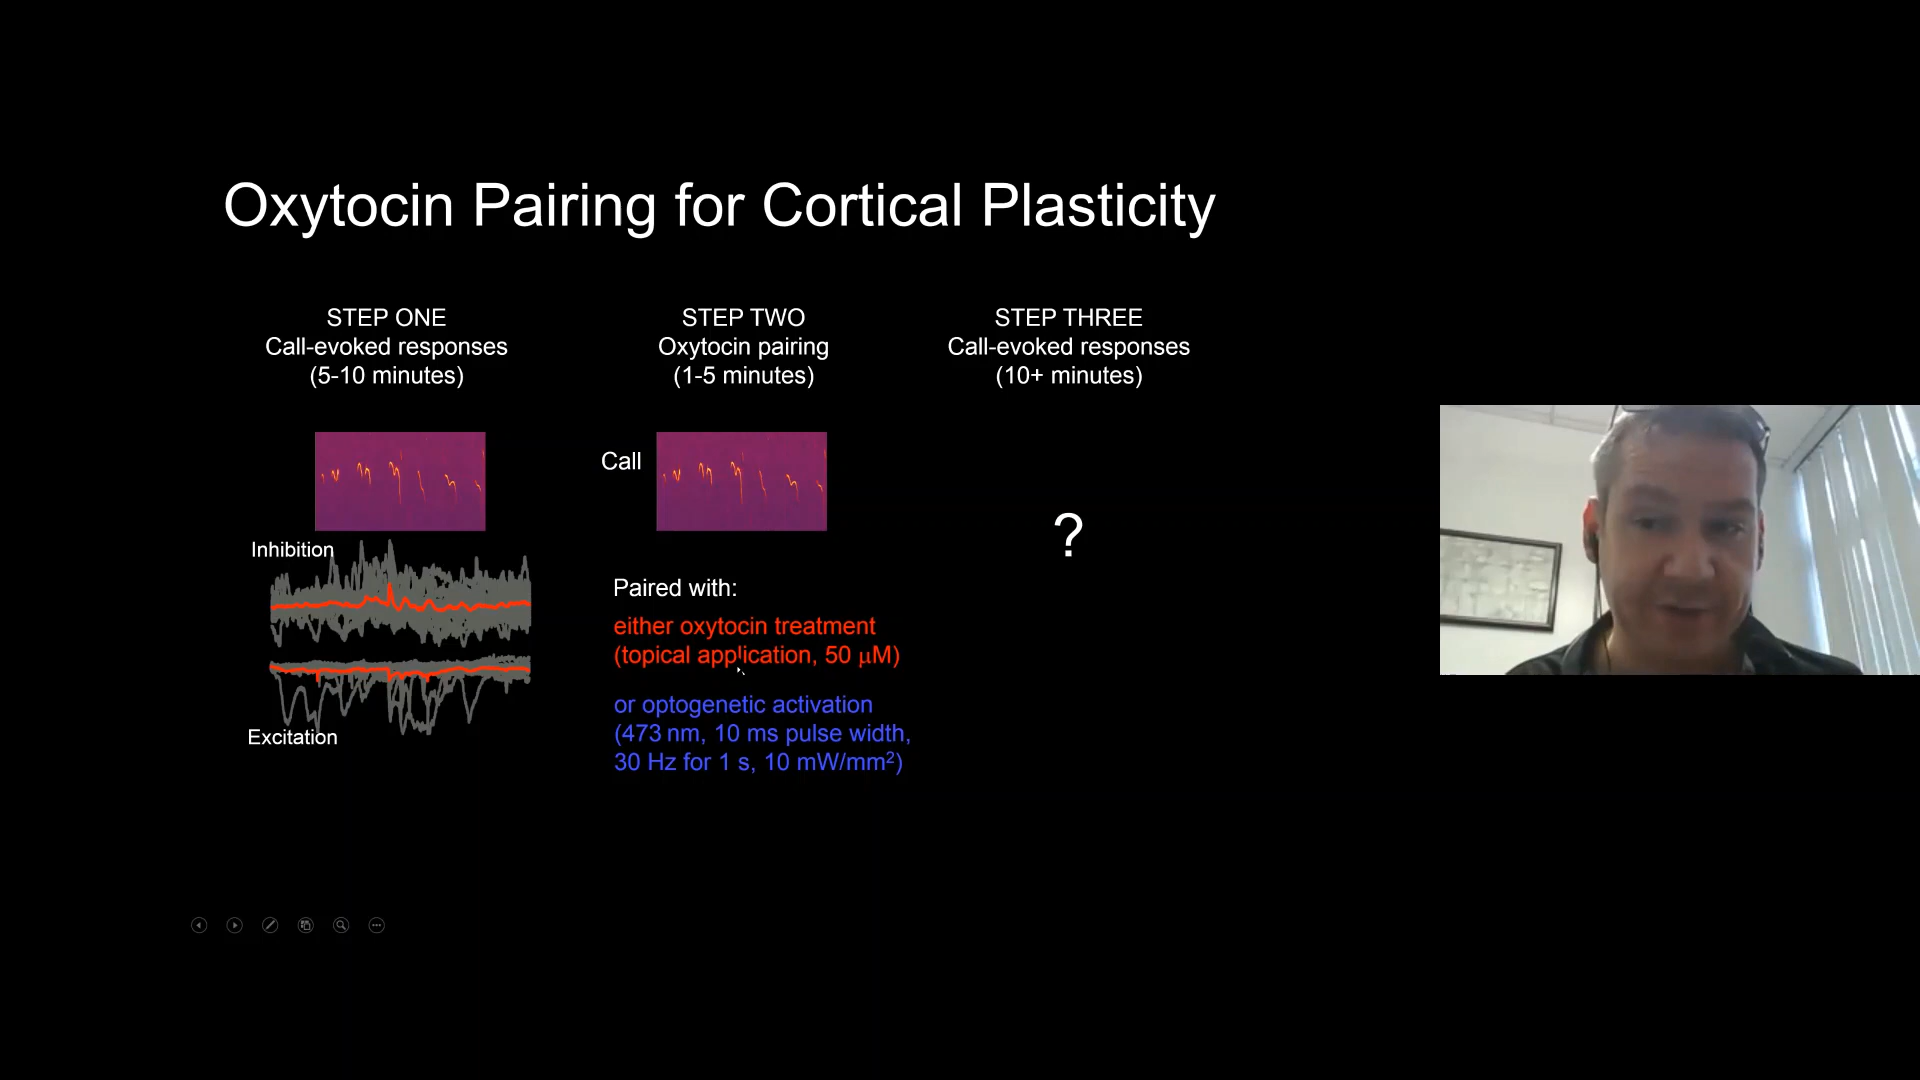 Oxytocin Pairing for Cortical Plasticity
STEP ONE
Call-evoked responses
(5-10 minutes)
Inhibition
Excitation
STEP TWO
Oxytocin pairing
(1-5 minutes)
Call
Paired with:
either oxytocin treatment
(topical application, 50 μM)
or optogenetic activation
(473 nm, 10 ms pulse width,
30 Hz for 1 s, 10 mW/mm²)
STEP THREE
Call-evoked responses
(10+ minutes)
?